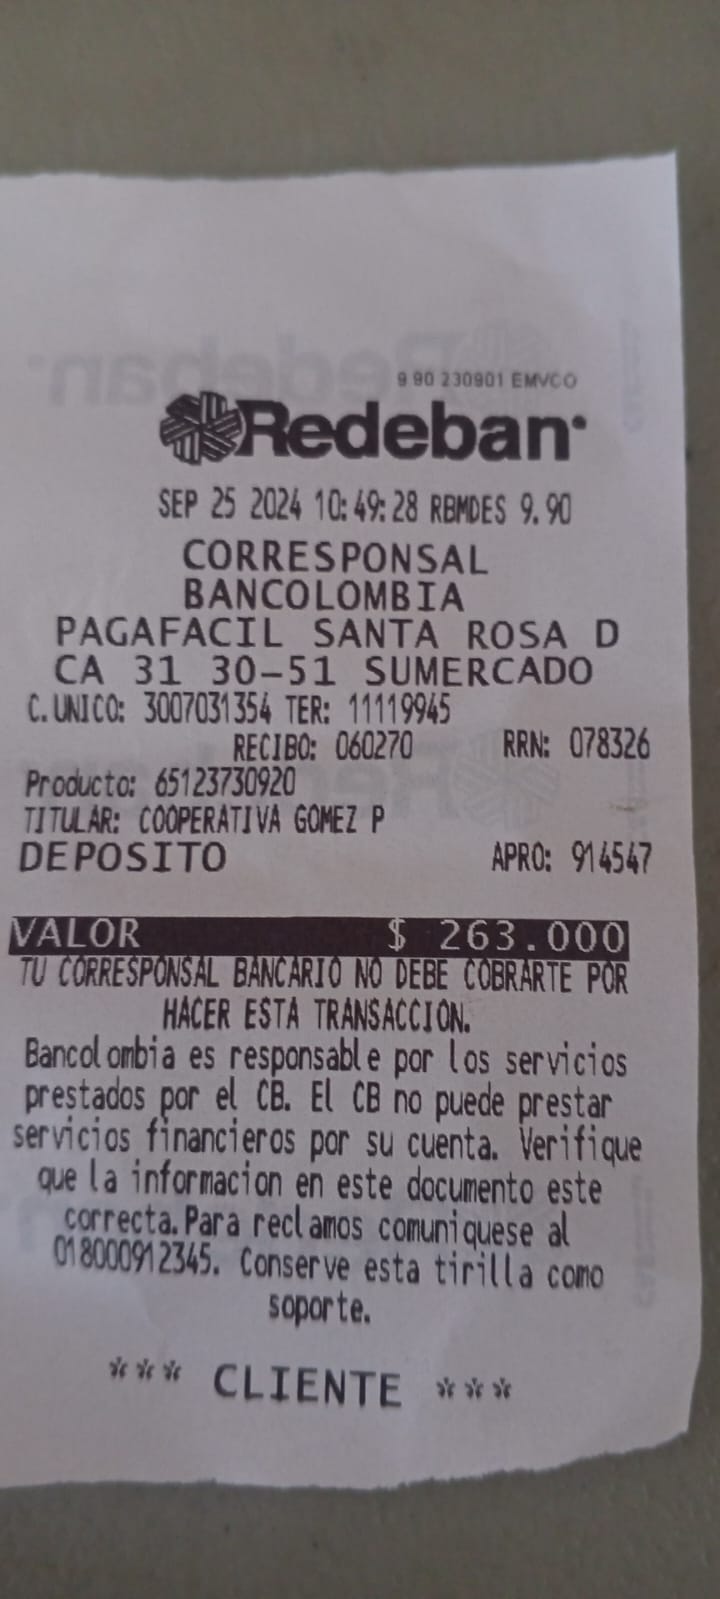 9 90 230901 EMVCO
Redeban
SEP 25 2024 10:49:28 RBMDES 9.90
CORRESPONSAL
BANCOLOMBIA
PAGAFACIL SANTA ROSA D
CA 31 30-51 SUMERCADO
C.UNICO: 3007031354 TER: 11119945
RECIBO: 060270 RRN: 078326
Producto: 65123730920
TITULAR: COOPERATIVA GOMEZ P
DEPOSITO APRO: 914547
VALOR $ 263.000
TU CORRESPONSAL BANCARIO NO DEBE COBRARTE POR
HACER ESTA TRANSACCION.
Bancolombia es responsable por los servicios
prestados por el CB. El CB no puede prestar
servicios financieros por su cuenta. Verifique
que la informacion en este documento este
correcta.Para reclamos comuniquese al
018000912345. Conserve esta tirilla como
soporte.
*** CLIENTE ***